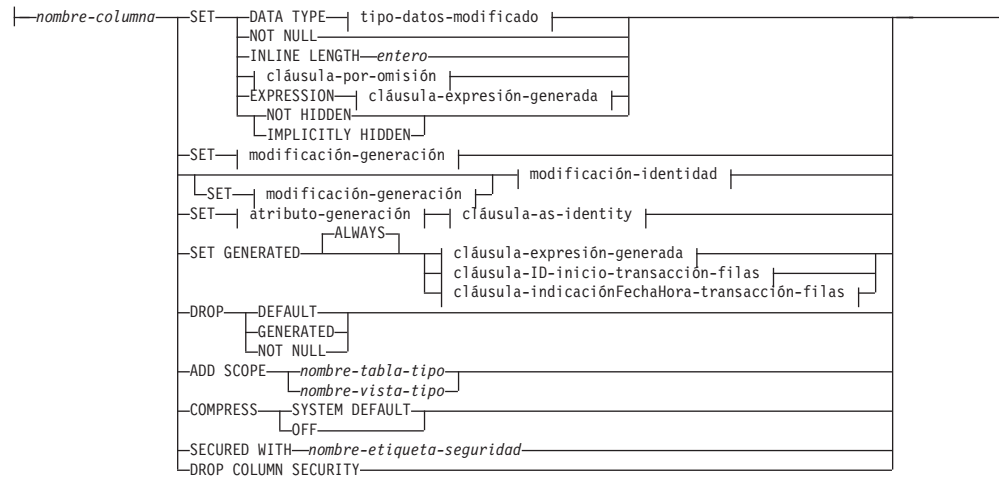 nombre-columna SET DATA TYPE tipo-datos-modificado
NOT NULL
INLINE LENGTH entero
cláusula-por-omisión
EXPRESSION cláusula-expresión-generada
NOT HIDDEN
IMPLICITLY HIDDEN
SET modificación-generación
modificación-identidad
SET modificación-generación
SET atributo-generación cláusula-as-identity
ALWAYS
SET GENERATED cláusula-expresión-generada
cláusula-ID-inicio-transacción-filas
cláusula-indicaciónFechaHora-transacción-filas
DROP DEFAULT
GENERATED
NOT NULL
ADD SCOPE nombre-tabla-tipo
nombre-vista-tipo
COMPRESS SYSTEM DEFAULT
OFF
SECURED WITH nombre-etiqueta-seguridad
DROP COLUMN SECURITY